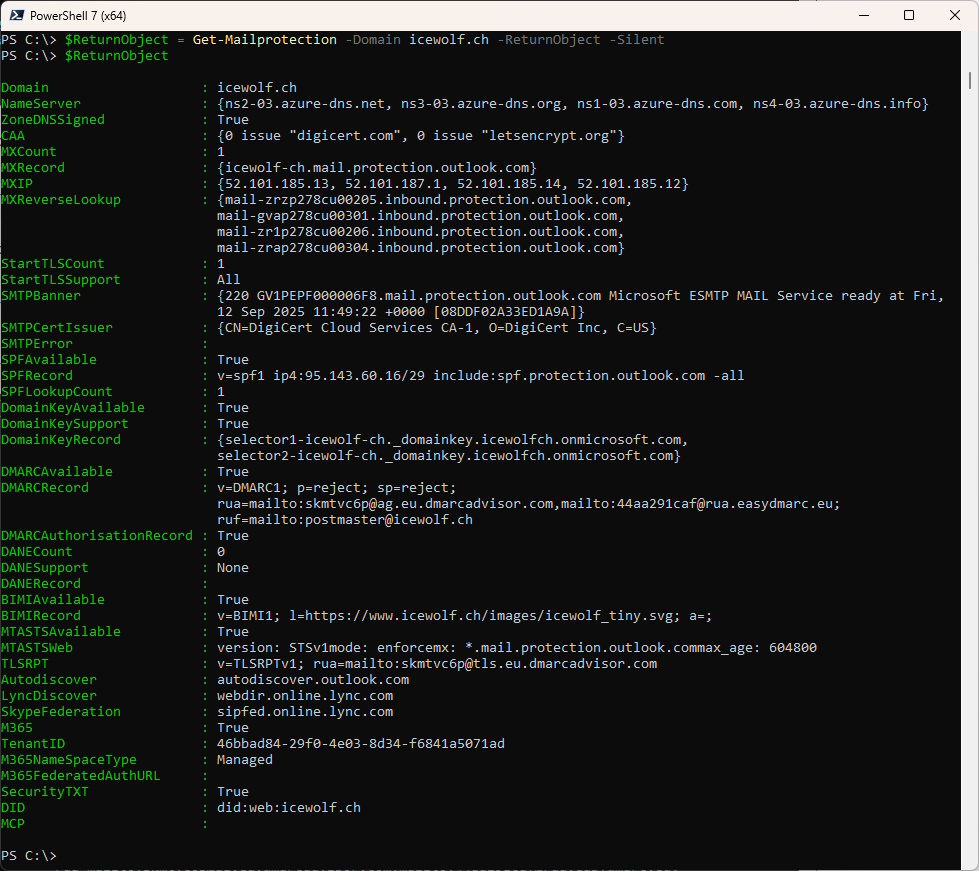 PowerShell 7 (x64)
PS C:\> $ReturnObject = Get-Mailprotection -Domain icewolf.ch -ReturnObject -Silent
PS C:\> $ReturnObject
Domain : icewolf.ch
NameServer : {ns2-03.azure-dns.net, ns3-03.azure-dns.org, ns1-03.azure-dns.com, ns4-03.azure-dns.info}
ZoneDNSSigned : True
CAA : {0 issue "digicert.com", 0 issue "letsencrypt.org"}
MXCount : 1
MXRecord : {icewolf-ch.mail.protection.outlook.com}
MXIP : {52.101.185.13, 52.101.187.1, 52.101.185.14, 52.101.185.12}
MXReverseLookup : {mail-zrzp278cu00205.inbound.protection.outlook.com,
mail-gvap278cu00301.inbound.protection.outlook.com,
mail-zr1p278cu00206.inbound.protection.outlook.com,
mail-zrap278cu00304.inbound.protection.outlook.com}
StartTLSCount : 1
StartTLSSupport : All
SMTPBanner : {220 GV1PEPF000006F8.mail.protection.outlook.com Microsoft ESMTP MAIL Service ready at Fri,
12 Sep 2025 11:49:22 +0000 [08DDF02A33ED1A9A]}
SMTPCertIssuer : {CN=DigiCert Cloud Services CA-1, O=DigiCert Inc, C=US}
SMTPError :
SPFAvailable : True
SPFRecord : v=spf1 ip4:95.143.60.16/29 include:spf.protection.outlook.com -all
SPFLookupCount : 1
DomainKeyAvailable : True
DomainKeySupport : True
DomainKeyRecord : {selector1-icewolf-ch._domainkey.icewolfch.onmicrosoft.com,
selector2-icewolf-ch._domainkey.icewolfch.onmicrosoft.com}
DMARCAvailable : True
DMARCRecord : v=DMARC1; p=reject; sp=reject;
rua=mailto:skmtvc6p@ag.eu.dmarcadvisor.com,mailto:44aa291caf@rua.easydmarc.eu;
ruf=mailto:postmaster@icewolf.ch
DMARCAuthorisationRecord : True
DANECount : 0
DANESupport : None
DANERecord :
BIMIAvailable : True
BIMIRecord : v=BIMI1; l=https://www.icewolf.ch/images/icewolf_tiny.svg; a=;
MTASTSAvailable : True
MTASTSWeb : version: STSv1mode: enforcemx: *.mail.protection.outlook.commax_age: 604800
TLSRPT : v=TLSRPTv1; rua=mailto:skmtvc6p@tls.eu.dmarcadvisor.com
Autodiscover : autodiscover.outlook.com
LyncDiscover : webdir.online.lync.com
SkypeFederation : sipfed.online.lync.com
M365 : True
TenantID : 46bbad84-29f0-4e03-8d34-f6841a5071ad
M365NameSpaceType : Managed
M365FederatedAuthURL :
SecurityTXT : True
DID : did:web:icewolf.ch
MCP :
PS C:\>